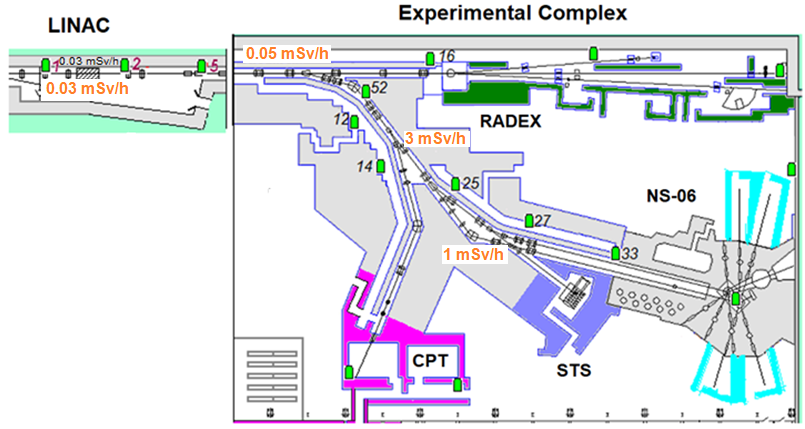 Experimental Complex
LINAC
1
0.03 mSv/h
2
5
0.03 mSv/h
0.05 mSv/h
16
52
RADEX
12
3 mSv/h
14
25
NS-06
27
1 mSv/h
33
CPT
STS